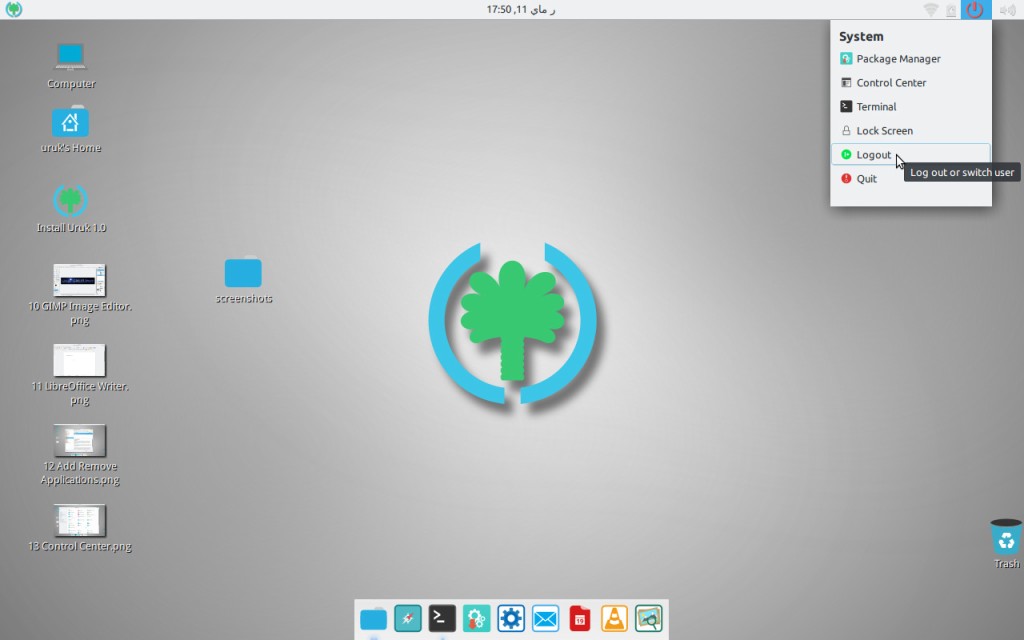 ر ماي 11, 17:50
System
Package Manager
Control Center
Terminal
Lock Screen
Logout
Log out or switch user
Quit
Computer
uruk's Home
Install Uruk 1.0
screenshots
10 GIMP Image Editor.
png
11 LibreOffice Writer.
png
12 Add Remove
Applications.png
13 Control Center.png
Trash